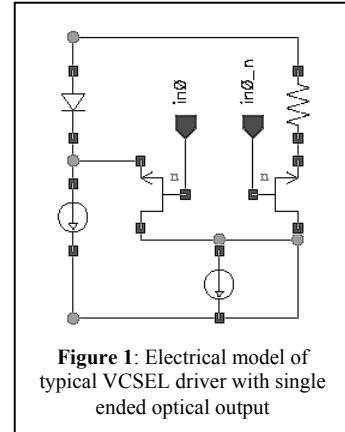 in0
in0_n
n
n
Figure 1: Electrical model of
typical VCSEL driver with single
ended optical output